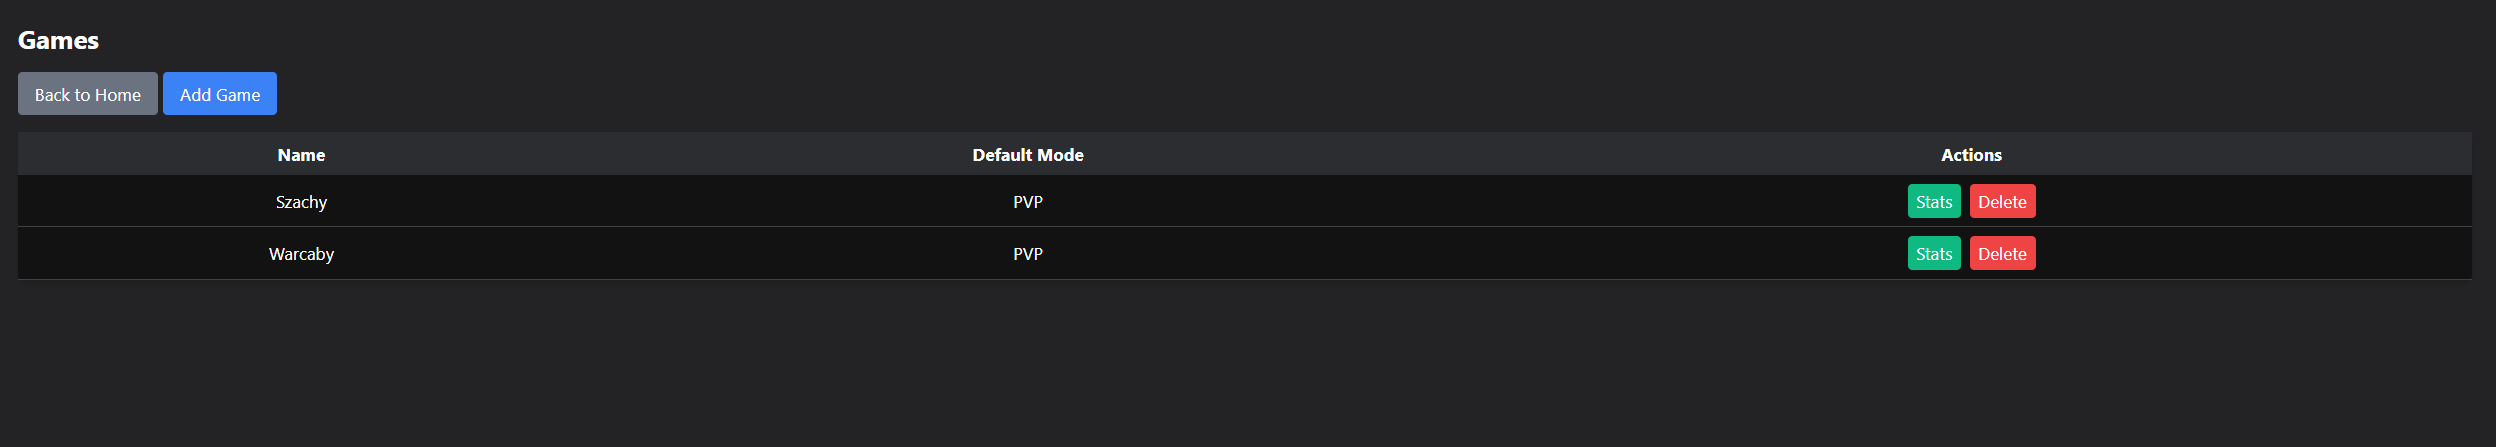 Games
Back to Home Add Game
Name Default Mode Actions
Szachy PVP Stats Delete
Warcaby PVP Stats Delete